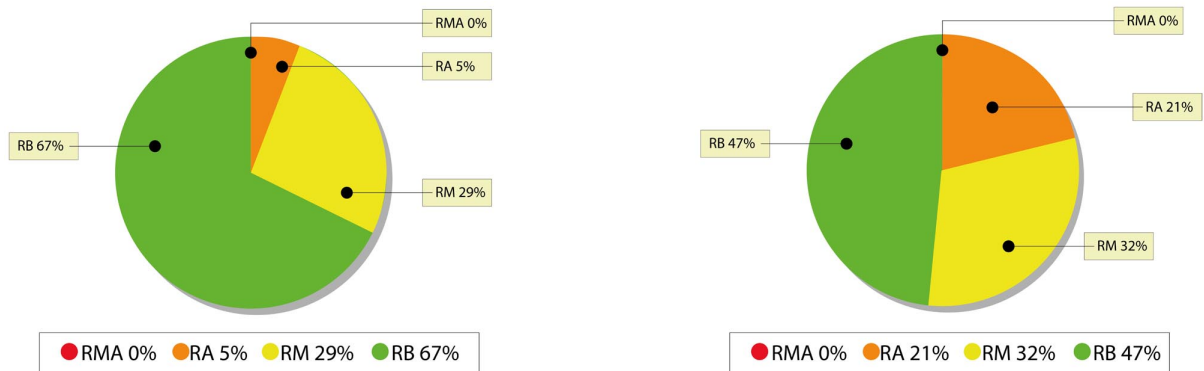 RMA 0%
RA 5%
RB 67%
RM 29%
RMA 0% RA 5% RM 29% RB 67%
RMA 0%
RA 21%
RB 47%
RM 32%
RMA 0% RA 21% RM 32% RB 47%